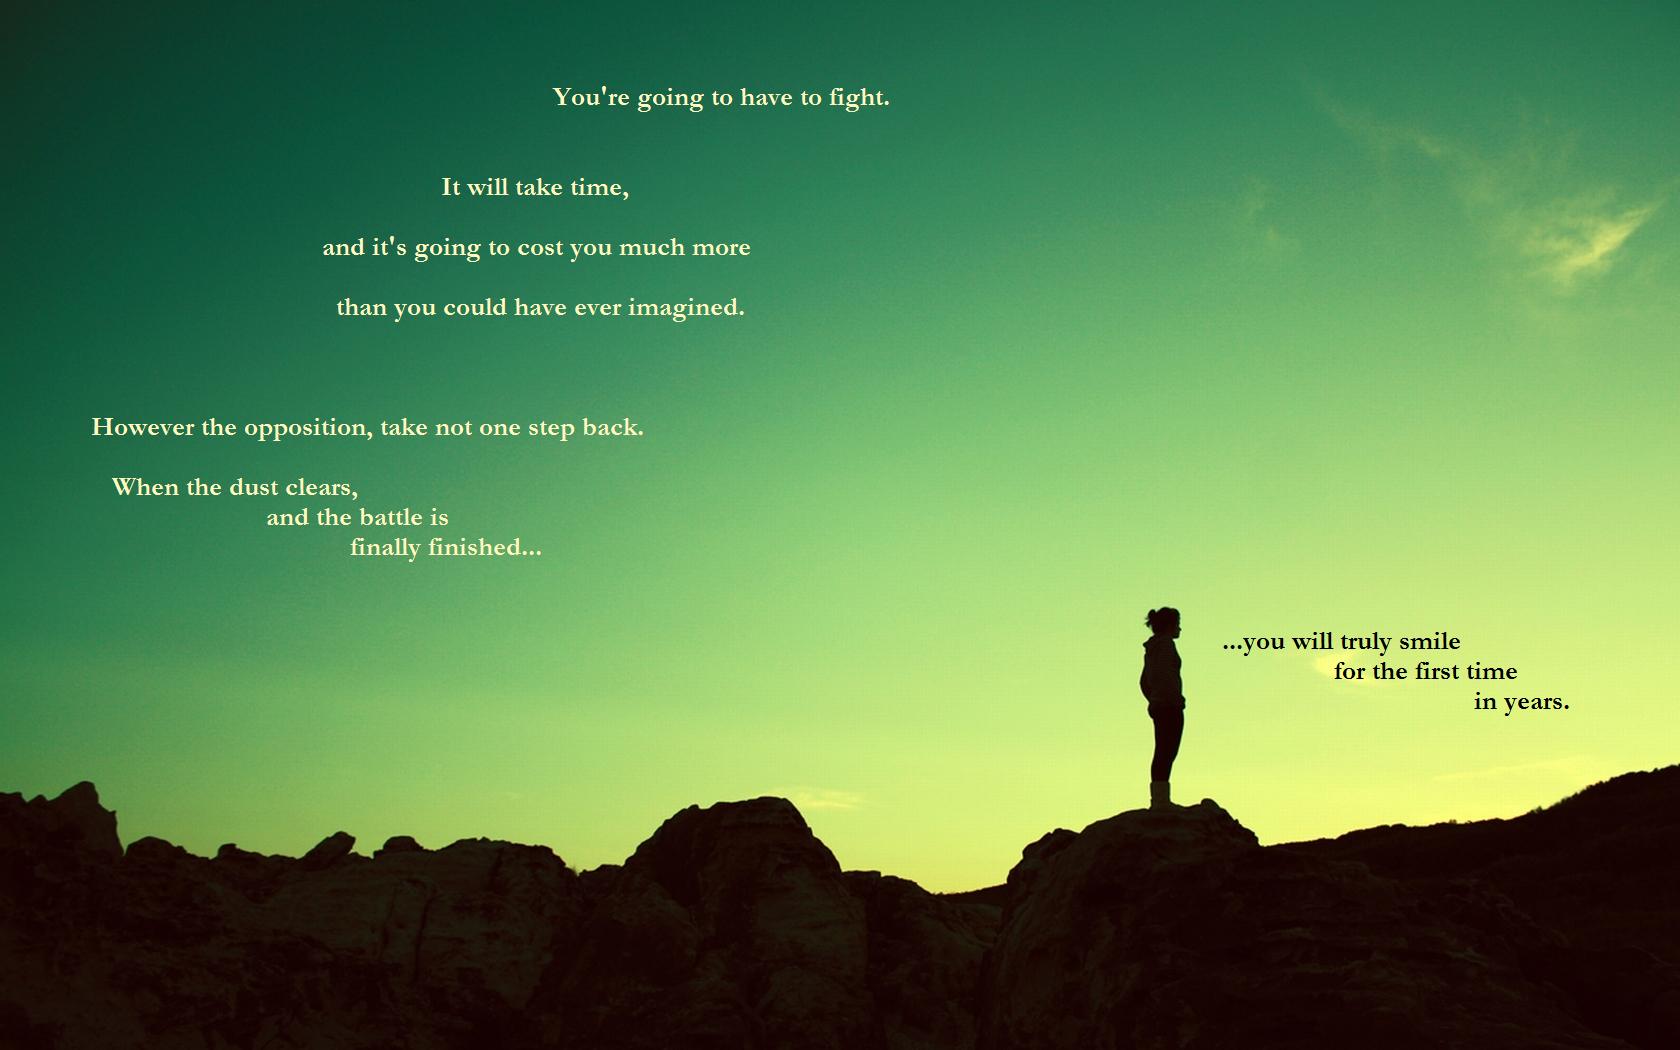 You're going to have to fight.
It will take time,
and it's going to cost you much more
than you could have ever imagined.
However the opposition, take not one step back.
When the dust clears,
and the battle is
finally finished...
...you will truly smile
for the first time
in years.